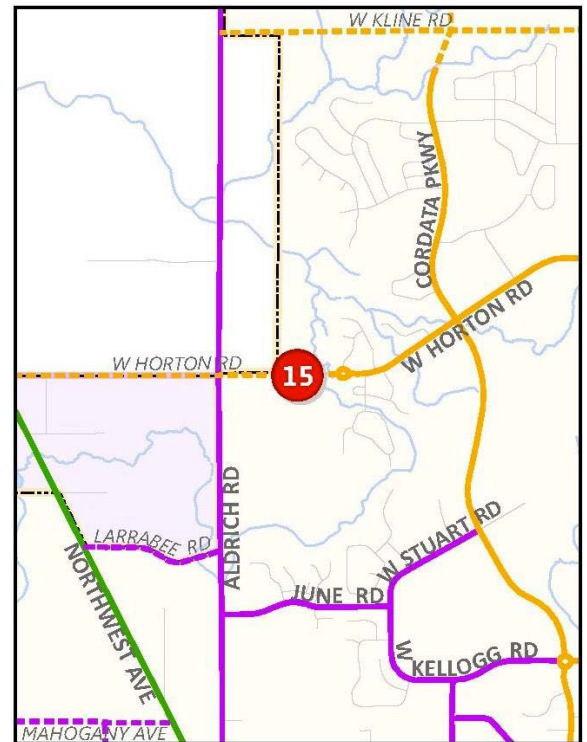 W KLINE RD
CORDATA PKWY
W HORTON RD
W HORTON RD
15
ALDRICH RD
LARRABEE RD
NORTHWEST AVE
W STUART RD
JUNE RD
W KELLOGG RD
MAHOGANY AVE